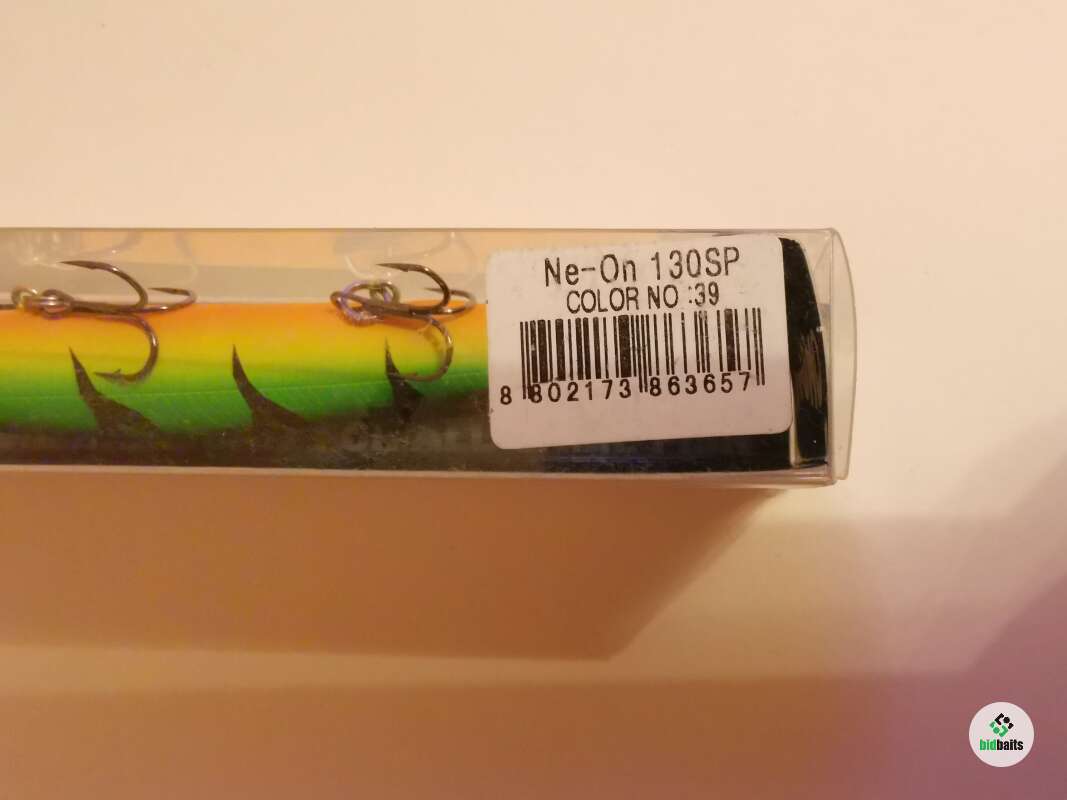 Ne-On 130SP
COLOR NO :39
8 802173 863657
bidbaits